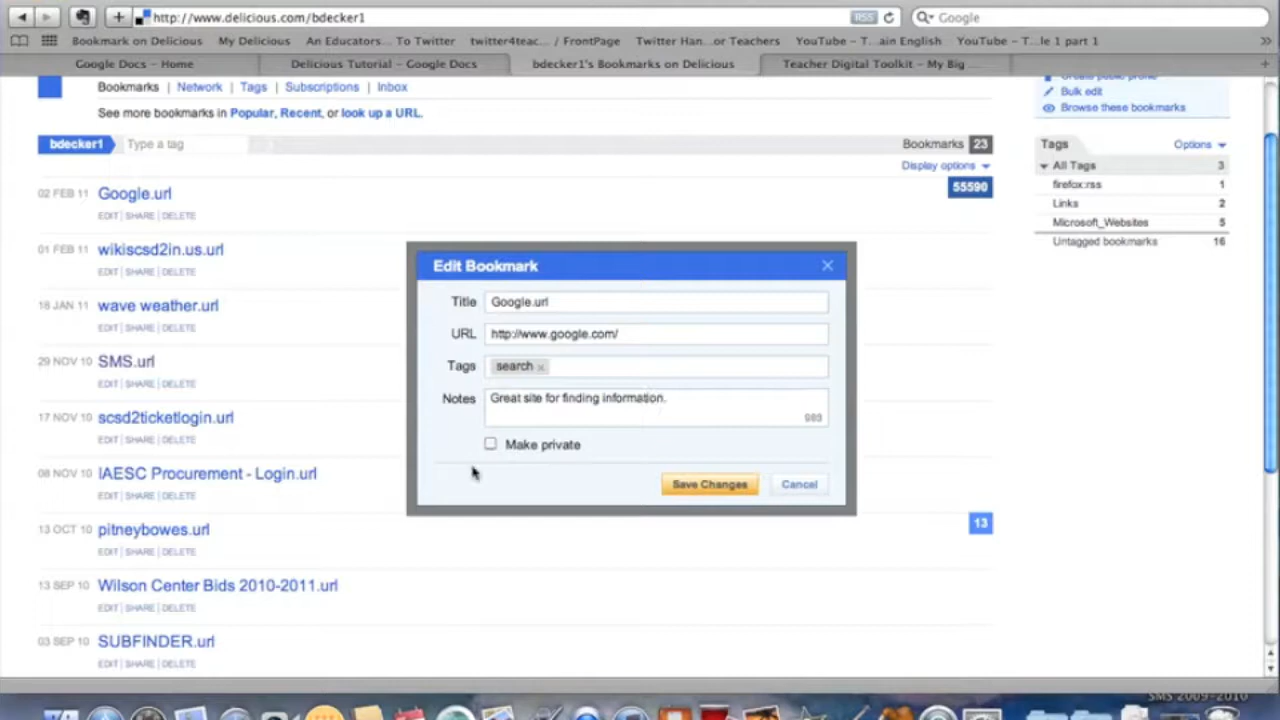 http://www.delicious.com/bdecker1 RSS Google
Bookmark on Delicious My Delicious An Educators... To Twitter twitter4teac... / FrontPage Twitter Han...or Teachers YouTube – T...ain English YouTube – T...le 1 part 1
Google Docs – Home Delicious Tutorial – Google Docs bdecker1's Bookmarks on Delicious Teacher Digital Toolkit – My Big ...
Create public profile
Bookmarks | Network | Tags | Subscriptions | Inbox
Bulk edit
Browse these bookmarks
See more bookmarks in Popular, Recent, or look up a URL.
bdecker1 Type a tag Bookmarks 23
Display options
Tags Options
All Tags 3
firefox:rss 1
Links 2
Microsoft_Websites 5
Untagged bookmarks 16
02 FEB 11 Google.url 55590
EDIT | SHARE | DELETE
01 FEB 11 wikiscsd2in.us.url
EDIT | SHARE | DELETE
18 JAN 11 wave weather.url
EDIT | SHARE | DELETE
29 NOV 10 SMS.url
EDIT | SHARE | DELETE
17 NOV 10 scsd2ticketlogin.url
EDIT | SHARE | DELETE
08 NOV 10 IAESC Procurement - Login.url
EDIT | SHARE | DELETE
13 OCT 10 pitneybowes.url 13
EDIT | SHARE | DELETE
13 SEP 10 Wilson Center Bids 2010-2011.url
EDIT | SHARE | DELETE
03 SEP 10 SUBFINDER.url
EDIT | SHARE | DELETE
Edit Bookmark
Title Google.url
URL http://www.google.com/
Tags search
Notes Great site for finding information.
Make private
Save Changes Cancel
SMS 2009-2010